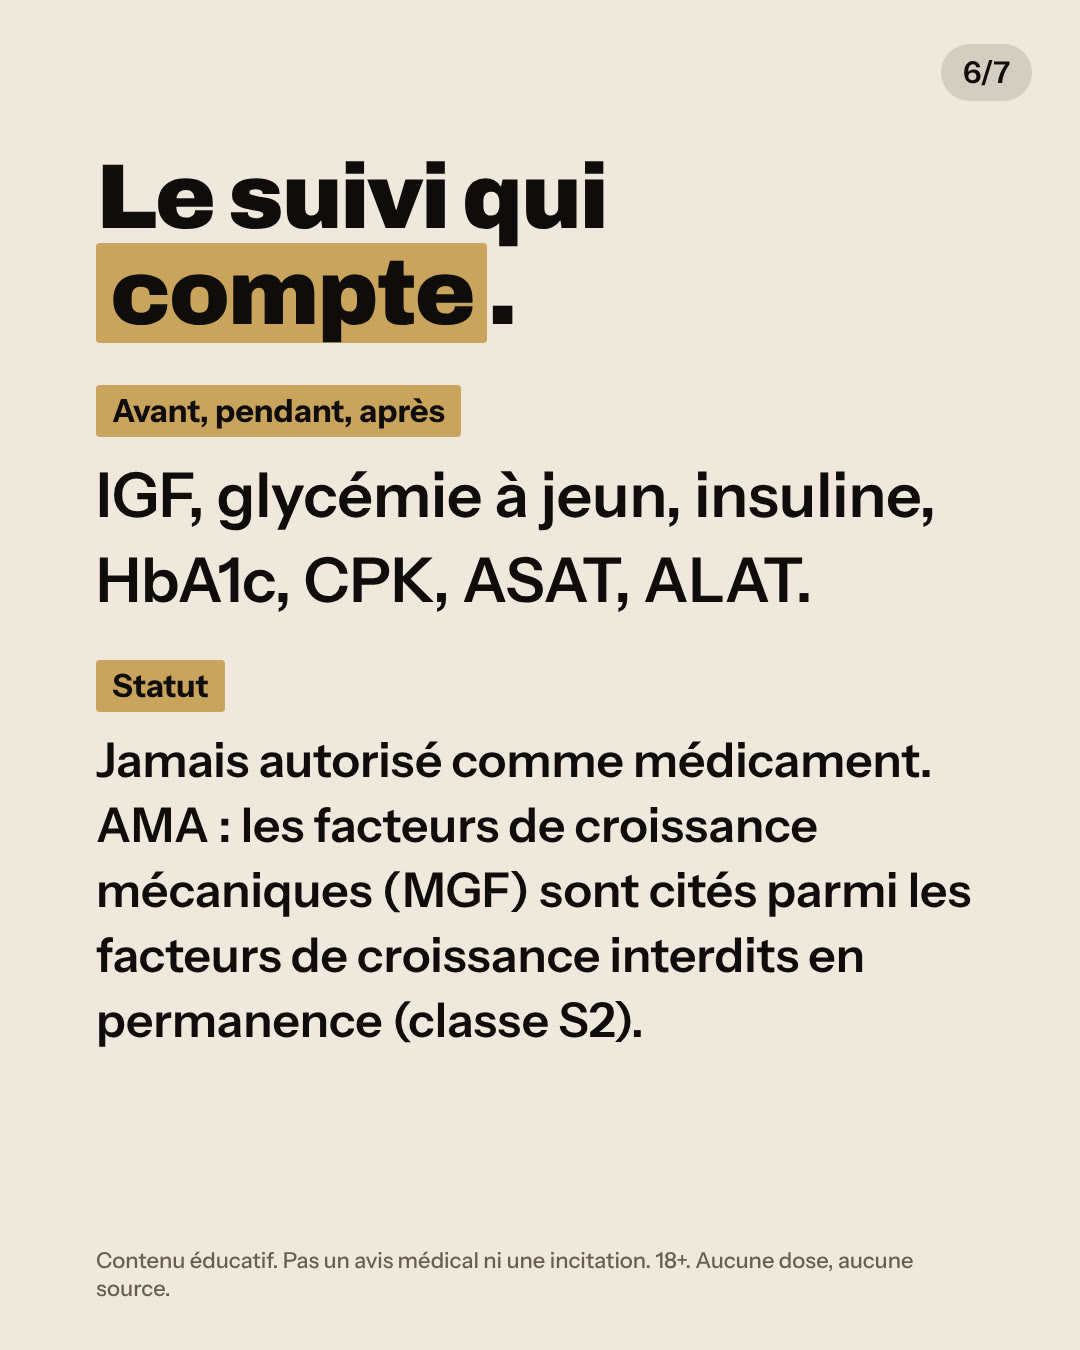 6/7
Le suivi qui
compte.
Avant, pendant, après
IGF, glycémie à jeun, insuline,
HbA1c, CPK, ASAT, ALAT.
Statut
Jamais autorisé comme médicament.
AMA : les facteurs de croissance
mécaniques (MGF) sont cités parmi les
facteurs de croissance interdits en
permanence (classe S2).
Contenu éducatif. Pas un avis médical ni une incitation. 18+. Aucune dose, aucune
source.